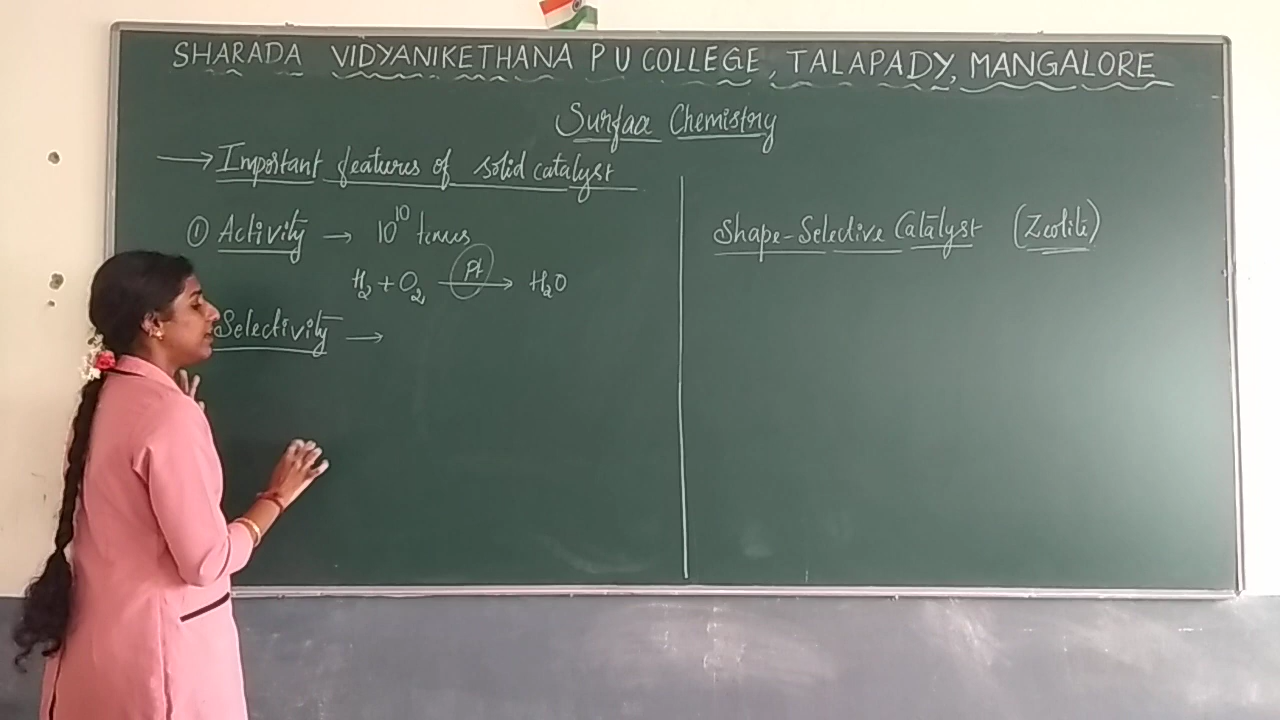 SHARADA VIDYANIKETHANA P U COLLEGE, TALAPADY, MANGALORE
Surface Chemistry
→ Important features of solid catalyst
① Activity → 10¹⁰ times
H₂ + O₂ —Pt→ H₂O
Selectivity →
Shape-Selective Catalyst (Zeolite)